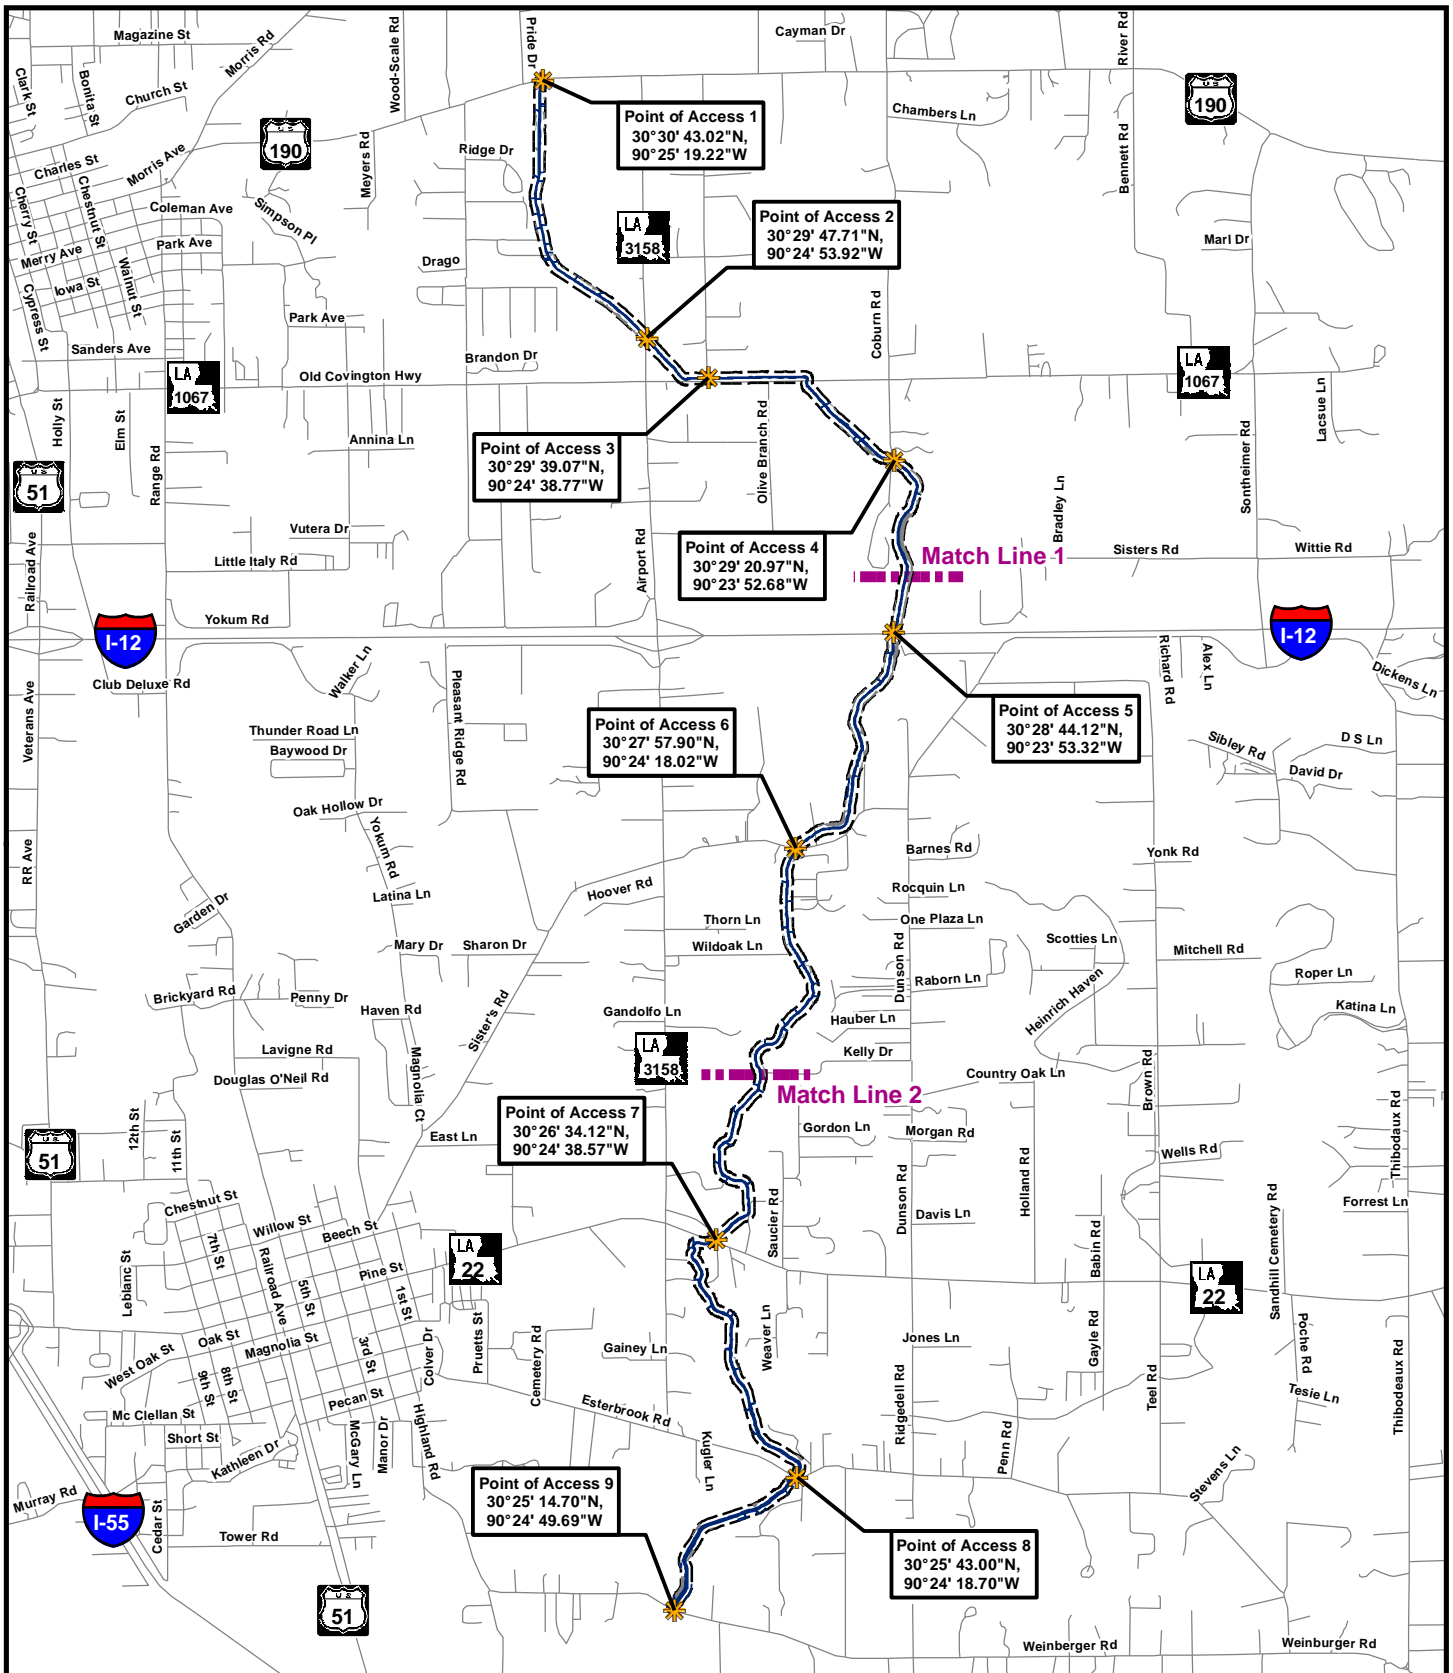 Magazine St
Morris Rd
Wood-Scale Rd
Pride Dr
Cayman Dr
River Rd
Clark St
Bonita St
Church St
US
190
Meyers Rd
Ridge Dr
Point of Access 1
30°30' 43.02"N,
90°25' 19.22"W
Chambers Ln
Bennett Rd
US
190
Charles St
Morris Ave
Cherry St
Chestnut St
Coleman Ave
Simpson Pl
Merry Ave
Park Ave
Walnut St
Iowa St
Cypress St
Drago
LA
3158
Point of Access 2
30°29' 47.71"N,
90°24' 53.92"W
Marl Dr
Park Ave
Coburn Rd
Sanders Ave
Brandon Dr
LA
1067
Old Covington Hwy
LA
1067
Lacsue Ln
Holly St
Elm St
Range Rd
Annina Ln
Olive Branch Rd
Sontheimer Rd
US
51
Point of Access 3
30°29' 39.07"N,
90°24' 38.77"W
Bradley Ln
Vutera Dr
Airport Rd
Point of Access 4
30°29' 20.97"N,
90°23' 52.68"W
Match Line 1
Sisters Rd
Wittie Rd
Railroad Ave
Little Italy Rd
Yokum Rd
I-12
I-12
Walker Ln
Club Deluxe Rd
Veterans Ave
Pleasant Ridge Rd
Richard Rd
Alex Ln
Dickens Ln
Thunder Road Ln
Baywood Dr
Point of Access 6
30°27' 57.90"N,
90°24' 18.02"W
Point of Access 5
30°28' 44.12"N,
90°23' 53.32"W
Sibley Rd
D S Ln
David Dr
Oak Hollow Dr
Yokum Rd
RR Ave
Barnes Rd
Yonk Rd
Garden Dr
Latina Ln
Hoover Rd
Rocquin Ln
Thorn Ln
One Plaza Ln
Mary Dr
Sharon Dr
Wildoak Ln
Dunson Rd
Scotties Ln
Mitchell Rd
Brickyard Rd
Penny Dr
Raborn Ln
Heinrich Haven
Roper Ln
Haven Rd
Sister's Rd
Gandolfo Ln
Hauber Ln
Katina Ln
Lavigne Rd
Magnolia Ct
LA
3158
Kelly Dr
Douglas O'Neil Rd
Match Line 2
Country Oak Ln
Brown Rd
12th St
11th St
US
51
East Ln
Point of Access 7
30°26' 34.12"N,
90°24' 38.57"W
Gordon Ln
Morgan Rd
Holland Rd
Wells Rd
Thibodaux Rd
Chestnut St
7th St
Willow St
Beech St
Saucier Rd
Dunson Rd
Davis Ln
Babin Rd
Sandhill Cemetery Rd
Forrest Ln
Leblanc St
Railroad Ave
5th St
Pine St
1st St
LA
22
LA
22
Oak St
Magnolia St
3rd St
Colver Dr
Pruetts St
Cemetery Rd
Gainey Ln
Weaver Ln
Jones Ln
Gayle Rd
Poche Rd
West Oak St
9th St
8th St
Pecan St
Ridgedell Rd
Teel Rd
Tesie Ln
Thibodeaux Rd
Mc Clellan St
Short St
Kathleen Dr
McGary Ln
Manor Dr
Highland Rd
Esterbrook Rd
Kugler Ln
Penn Rd
Stevens Ln
Murray Rd
I-55
Cedar St
Tower Rd
Point of Access 9
30°25' 14.70"N,
90°24' 49.69"W
Point of Access 8
30°25' 43.00"N,
90°24' 18.70"W
US
51
Weinberger Rd
Weinburger Rd